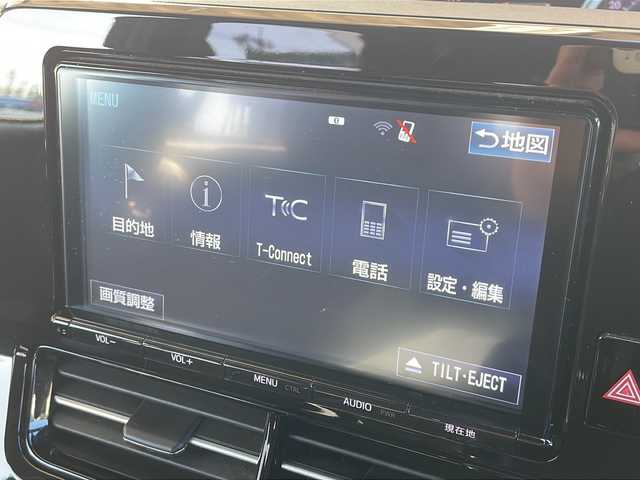 MENU
地図
目的地
情報
T-Connect
電話
設定・編集
画質調整
TILT・EJECT
VOL−
VOL+
MENU CTRL
AUDIO PWR
現在地